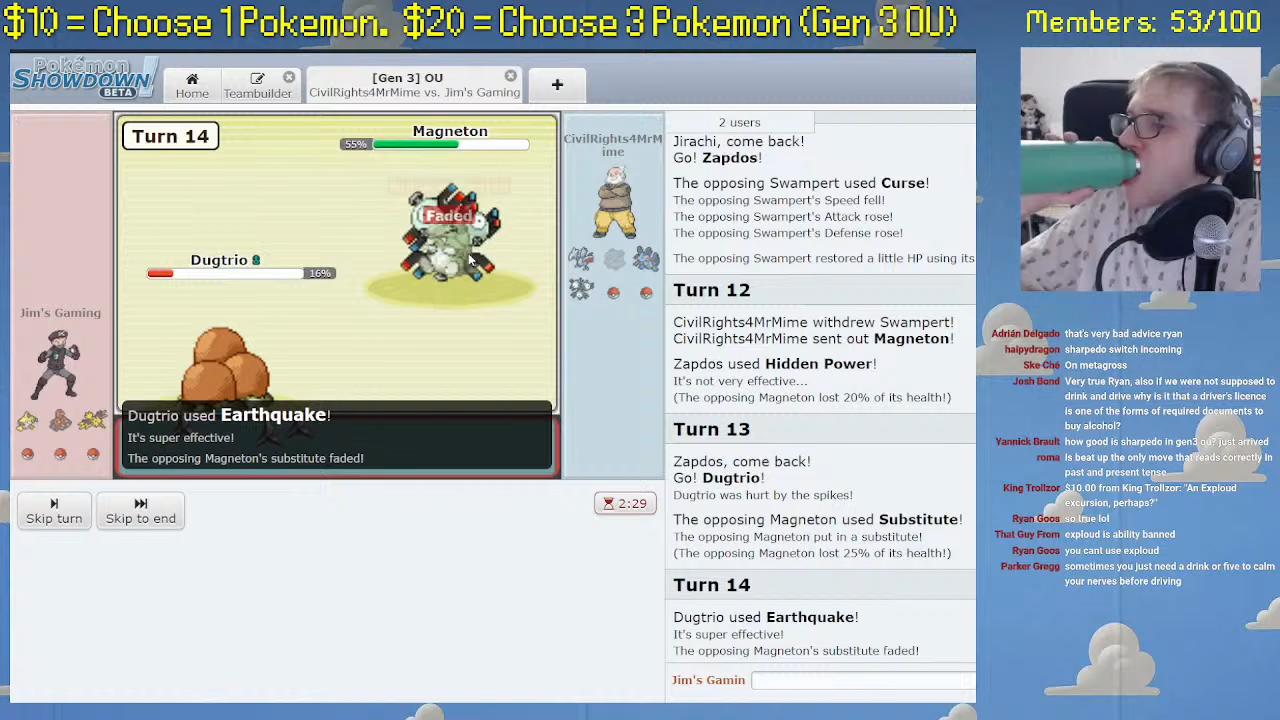 $10 = Choose 1 Pokemon. $20 = Choose 3 Pokemon (Gen 3 OU)
Members: 53/100
Pokémon
SHOWDOWN!
BETA
Home
Teambuilder
[Gen 3] OU
CivilRights4MrMime vs. Jim's Gaming
+
Turn 14
Magneton
55%
Faded
Dugtrio
16%
Jim's Gaming
CivilRights4MrM
ime
Dugtrio used Earthquake!
It's super effective!
The opposing Magneton's substitute faded!
Skip turn
Skip to end
2:29
2 users
Jirachi, come back!
Go! Zapdos!
The opposing Swampert used Curse!
The opposing Swampert's Speed fell!
The opposing Swampert's Attack rose!
The opposing Swampert's Defense rose!
The opposing Swampert restored a little HP using its
Turn 12
CivilRights4MrMime withdrew Swampert!
CivilRights4MrMime sent out Magneton!
Zapdos used Hidden Power!
It's not very effective...
(The opposing Magneton lost 20% of its health!)
Turn 13
Zapdos, come back!
Go! Dugtrio!
Dugtrio was hurt by the spikes!
The opposing Magneton used Substitute!
The opposing Magneton put in a substitute!
(The opposing Magneton lost 25% of its health!)
Turn 14
Dugtrio used Earthquake!
It's super effective!
The opposing Magneton's substitute faded!
Jim's Gamin
Adrián Delgado that's very bad advice ryan
haipydragon sharpedo switch incoming
Ske Ché On metagross
Josh Bond Very true Ryan, also if we were not supposed to
drink and drive why is it that a driver's licence
is one of the forms of required documents to
buy alcohol?
Yannick Brault how good is sharpedo in gen3 ou? just arrived
roma Is beat up the only move that reads correctly in
past and present tense
King Trollzor $10.00 from King Trollzor: "An Exploud
excursion, perhaps?"
Ryan Goos so true lol
That Guy From exploud is ability banned
Ryan Goos you cant use exploud
Parker Gregg sometimes you just need a drink or five to calm
your nerves before driving